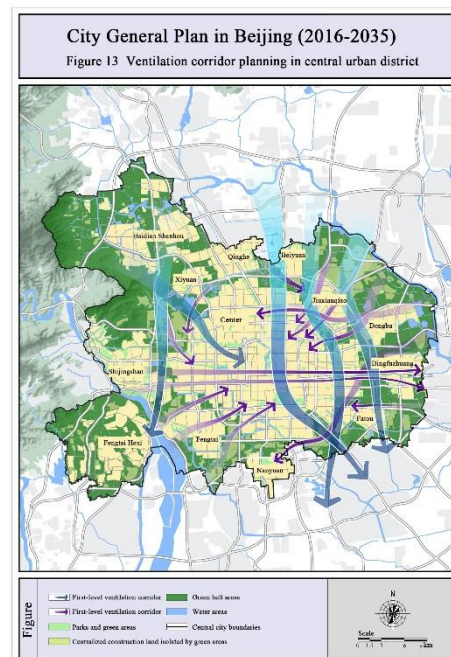 City General Plan in Beijing (2016-2035)
Figure 13 Ventilation corridor planning in central urban district
Haidian Shanhou
Qinghe
Beiyuan
Xiyuan
Jiuxianqiao
Center
Dongba
Dingfuzhuang
Shijingshan
Fatou
Fengtai Hexi
Fengtai
Nanyuan
Figure
First-level ventilation corridor
Green belt areas
First-level ventilation corridor
Water areas
Parks and green areas
Central city boundaries
Centralized construction land isolated by green areas
N
Scale
km